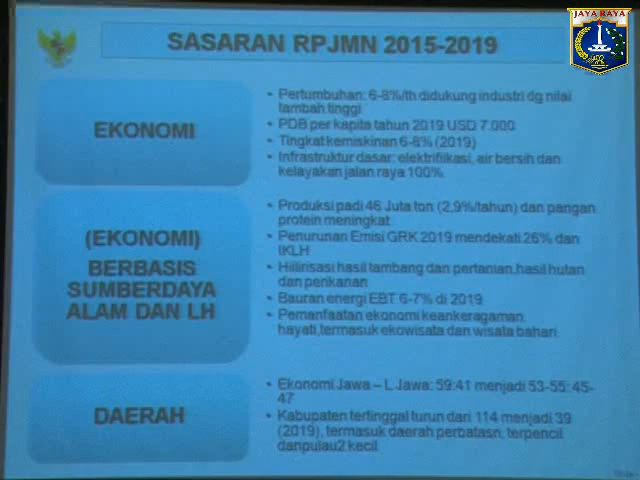 JAYA RAYA
SASARAN RPJMN 2015-2019
EKONOMI
• Pertumbuhan: 6-8%/th didukung industri dg nilai
tambah tinggi
• PDB per kapita tahun 2019 USD 7.000
• Tingkat kemiskinan 6-8% (2019)
• Infrastruktur dasar: elektrifiikasi, air bersih dan
kelayakan jalan raya 100%.
(EKONOMI)
BERBASIS
SUMBERDAYA
ALAM DAN LH
• Produksi padi 46 Juta ton (2,9%/tahun) dan pangan
protein meningkat
• Penurunan Emisi GRK 2019 mendekati 26% dan
IKLH
• Hillirisasi hasil tambang dan pertanian,hasil hutan
dan perikanan
• Bauran energi EBT 6-7% di 2019
• Pemanfaatan ekonomi keankeragaman
hayati,termasuk ekowisata dan wisata bahari
DAERAH
• Ekonomi Jawa – L Jawa: 59:41 menjadi 53-55: 45-
47
• Kabupaten tertinggal turun dari 114 menjadi 39
(2019), termasuk daerah perbatasn, terpencil
danpulau2 kecil